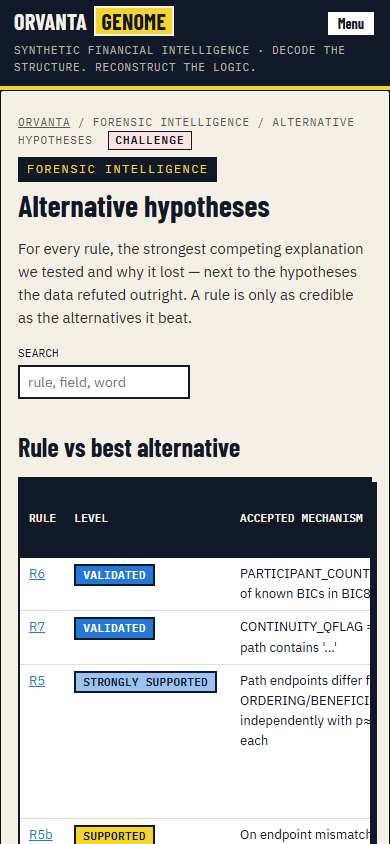 ORVANTA GENOME
Menu
SYNTHETIC FINANCIAL INTELLIGENCE · DECODE THE
STRUCTURE. RECONSTRUCT THE LOGIC.
ORVANTA / FORENSIC INTELLIGENCE / ALTERNATIVE
HYPOTHESES CHALLENGE
FORENSIC INTELLIGENCE
Alternative hypotheses
For every rule, the strongest competing explanation
we tested and why it lost — next to the hypotheses
the data refuted outright. A rule is only as credible
as the alternatives it beat.
SEARCH
rule, field, word
Rule vs best alternative
RULE LEVEL ACCEPTED MECHANISM
R6 VALIDATED PARTICIPANT_COUNT
of known BICs in BIC8
R7 VALIDATED CONTINUITY_QFLAG =
path contains '...'
R5 STRONGLY SUPPORTED Path endpoints differ f
ORDERING/BENEFICI
independently with p≈
each
R5b SUPPORTED On endpoint mismatch